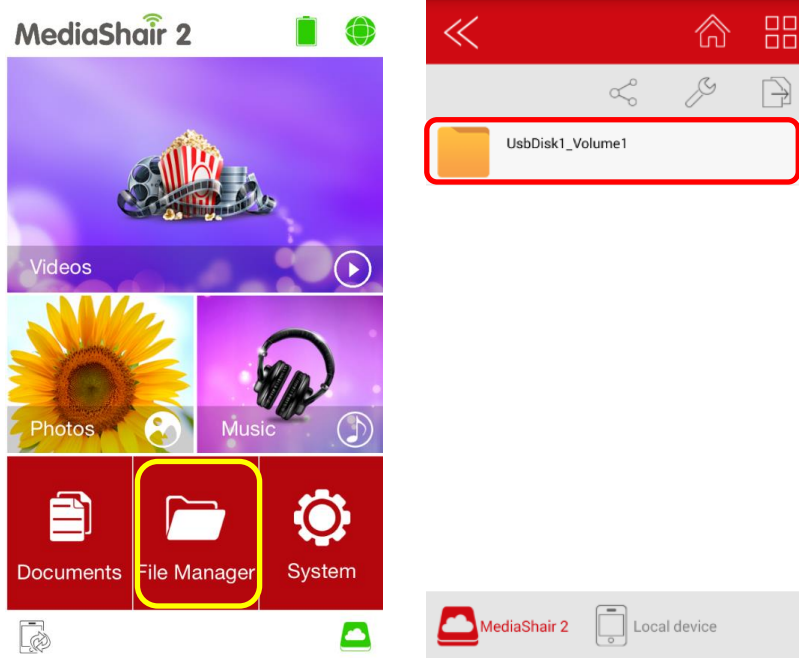 MediaShair 2
Videos
Photos
Music
Documents
File Manager
System
UsbDisk1_Volume1
MediaShair 2
Local device